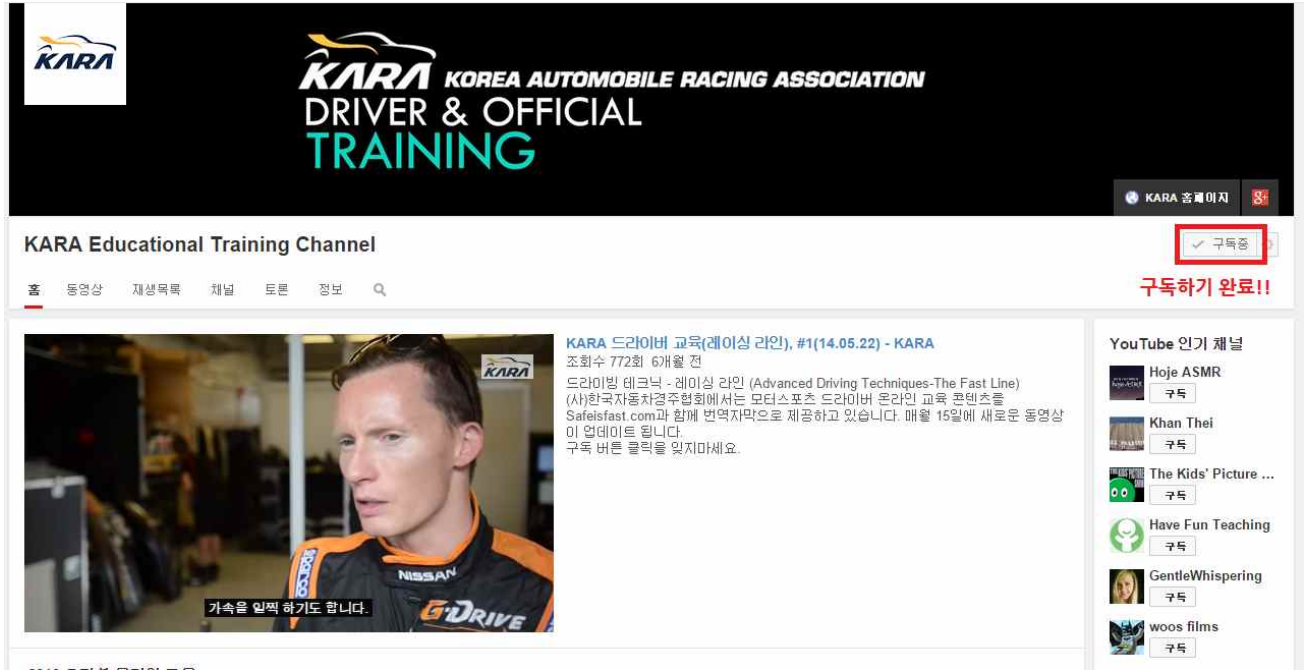 KARA
KARA KOREA AUTOMOBILE RACING ASSOCIATION
DRIVER & OFFICIAL
TRAINING
KARA 홈페이지
KARA Educational Training Channel
구독중
홈 동영상 재생목록 채널 토론 정보
구독하기 완료!!
KARA
NISSAN
G-DRIVE
sparco
가속을 일찍 하기도 합니다.
KARA 드라이버 교육(레이싱 라인), #1(14.05.22) - KARA
조회수 772회 6개월 전
드라이빙 테크닉 - 레이싱 라인 (Advanced Driving Techniques-The Fast Line)
(사)한국자동차경주협회에서는 모터스포츠 드라이버 온라인 교육 콘텐츠를
Safeisfast.com과 함께 번역자막으로 제공하고 있습니다. 매월 15일에 새로운 동영상
이 업데이트 됩니다.
구독 버튼 클릭을 잊지마세요.
YouTube 인기 채널
Hoje ASMR
구독
Khan Thei
구독
The Kids' Picture ...
구독
Have Fun Teaching
구독
GentleWhispering
구독
woos films
구독